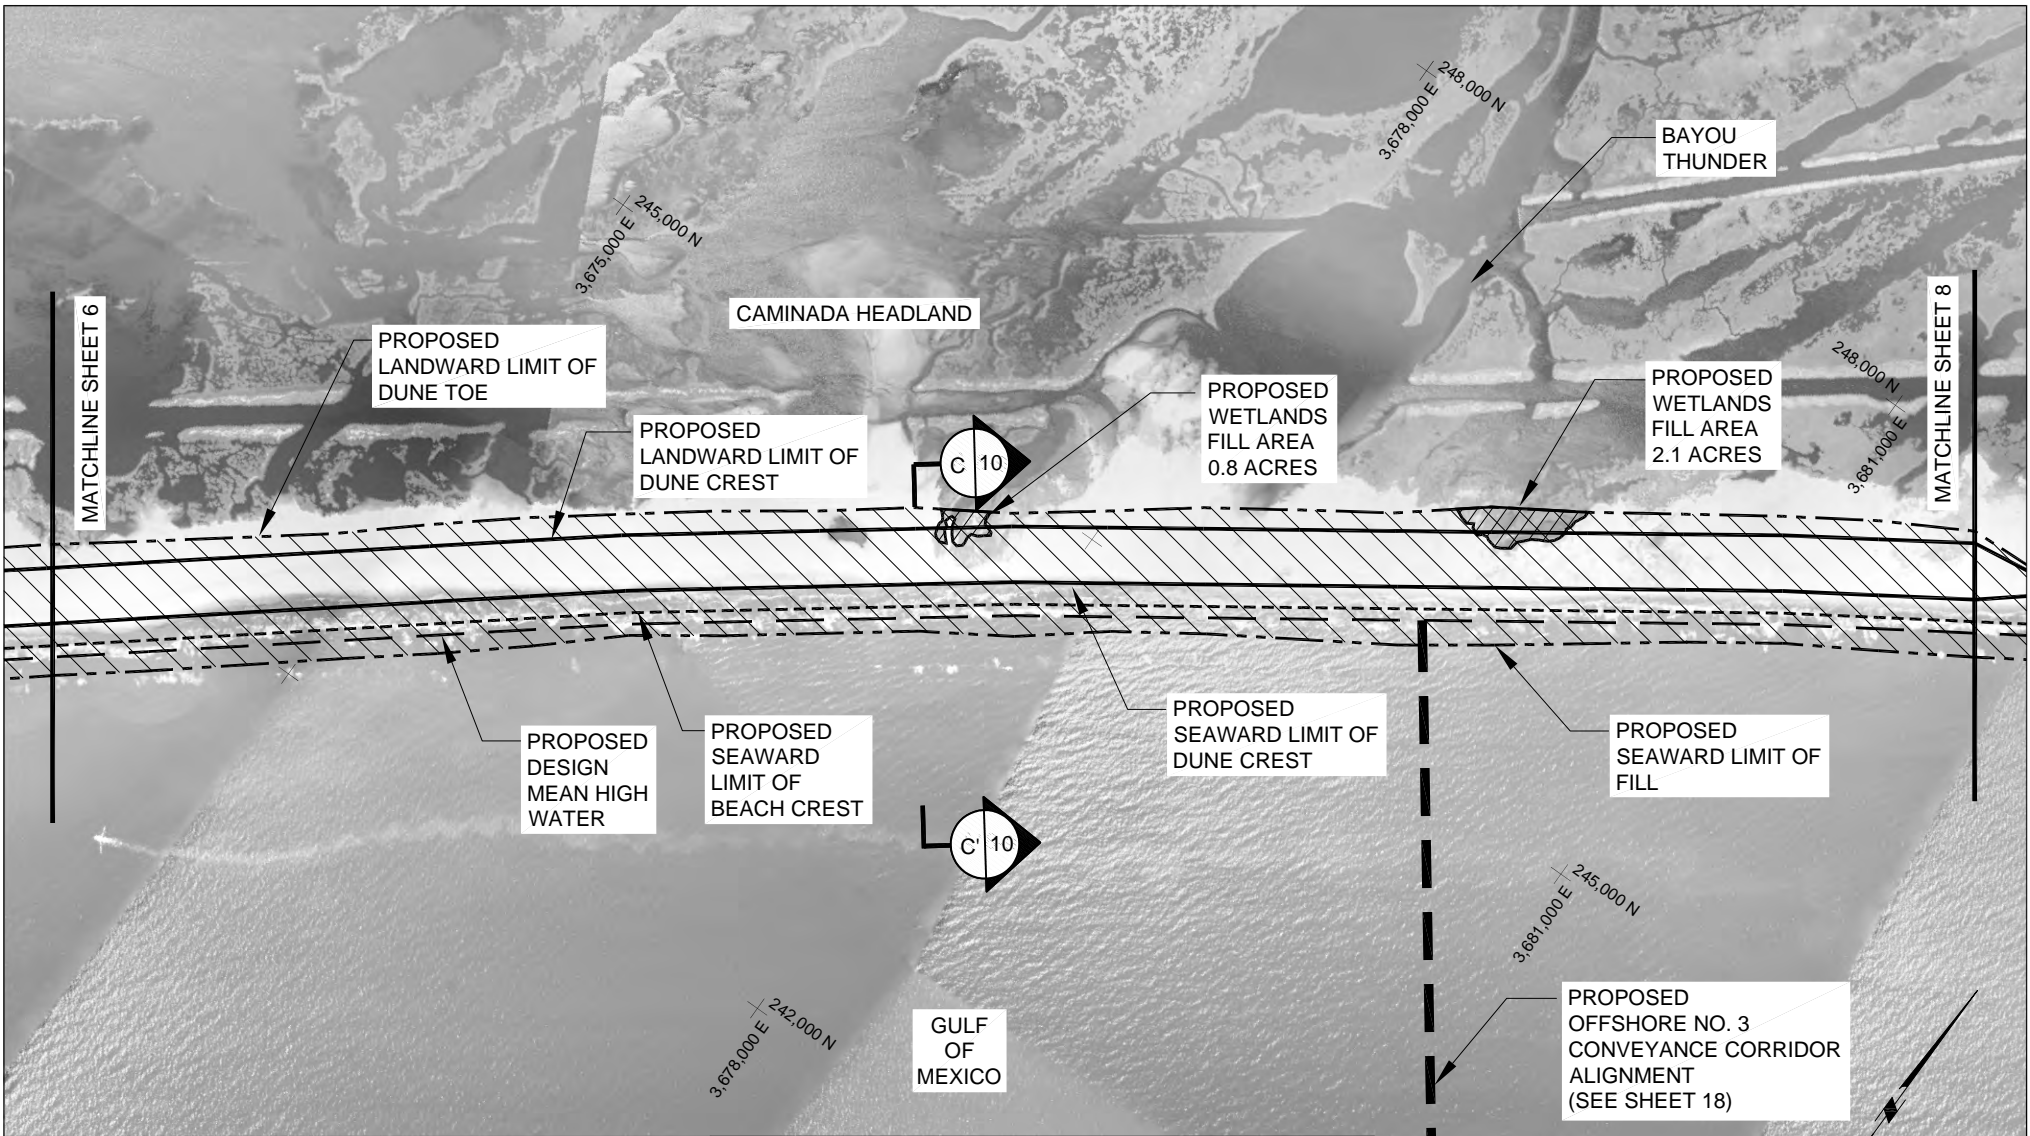 248,000 N
3,678,000 E
BAYOU
THUNDER
245,000 N
3,675,000 E
CAMINADA HEADLAND
MATCHLINE SHEET 6
MATCHLINE SHEET 8
PROPOSED
LANDWARD LIMIT OF
DUNE TOE
PROPOSED
LANDWARD LIMIT OF
DUNE CREST
C 10
PROPOSED
WETLANDS
FILL AREA
0.8 ACRES
PROPOSED
WETLANDS
FILL AREA
2.1 ACRES
248,000 N
3,681,000 E
PROPOSED
DESIGN
MEAN HIGH
WATER
PROPOSED
SEAWARD
LIMIT OF
BEACH CREST
PROPOSED
SEAWARD LIMIT OF
DUNE CREST
PROPOSED
SEAWARD LIMIT OF
FILL
C' 10
245,000 N
3,681,000 E
242,000 N
3,678,000 E
GULF
OF
MEXICO
PROPOSED
OFFSHORE NO. 3
CONVEYANCE CORRIDOR
ALIGNMENT
(SEE SHEET 18)